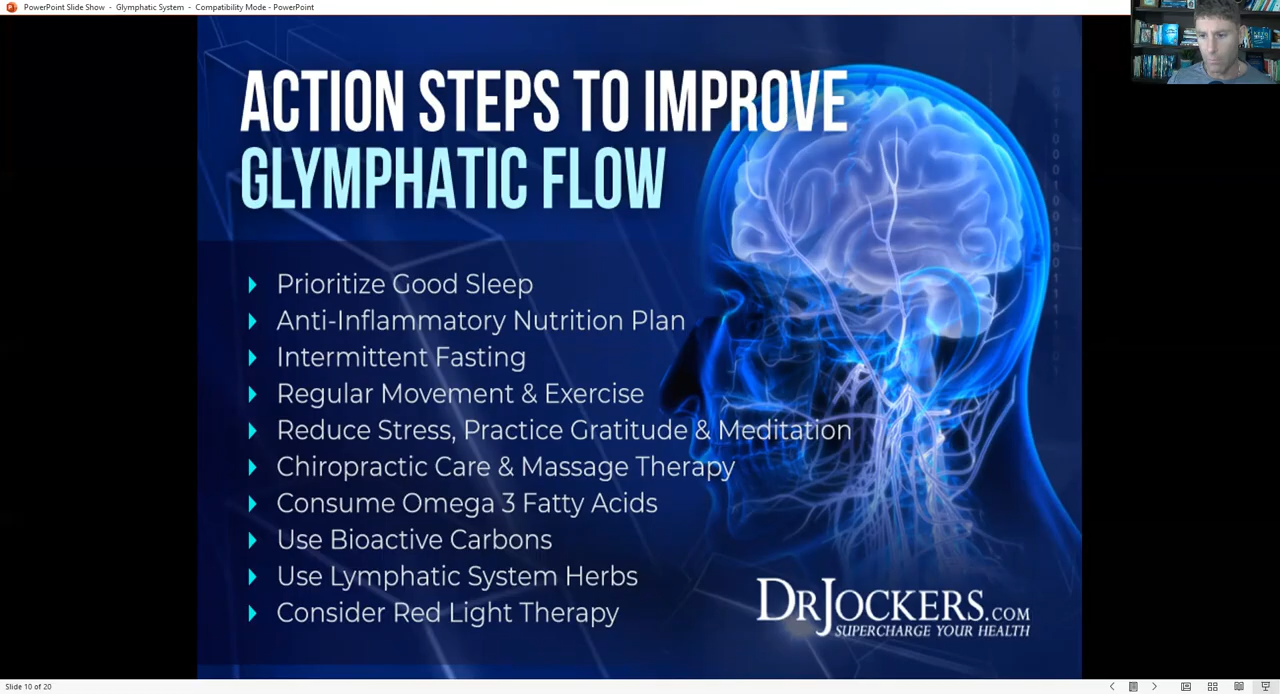 PowerPoint Slide Show - Glymphatic System - Compatibility Mode - PowerPoint
ACTION STEPS TO IMPROVE
GLYMPHATIC FLOW
Prioritize Good Sleep
Anti-Inflammatory Nutrition Plan
Intermittent Fasting
Regular Movement & Exercise
Reduce Stress, Practice Gratitude & Meditation
Chiropractic Care & Massage Therapy
Consume Omega 3 Fatty Acids
Use Bioactive Carbons
Use Lymphatic System Herbs
Consider Red Light Therapy
DRJOCKERS.COM
SUPERCHARGE YOUR HEALTH
Slide 10 of 20